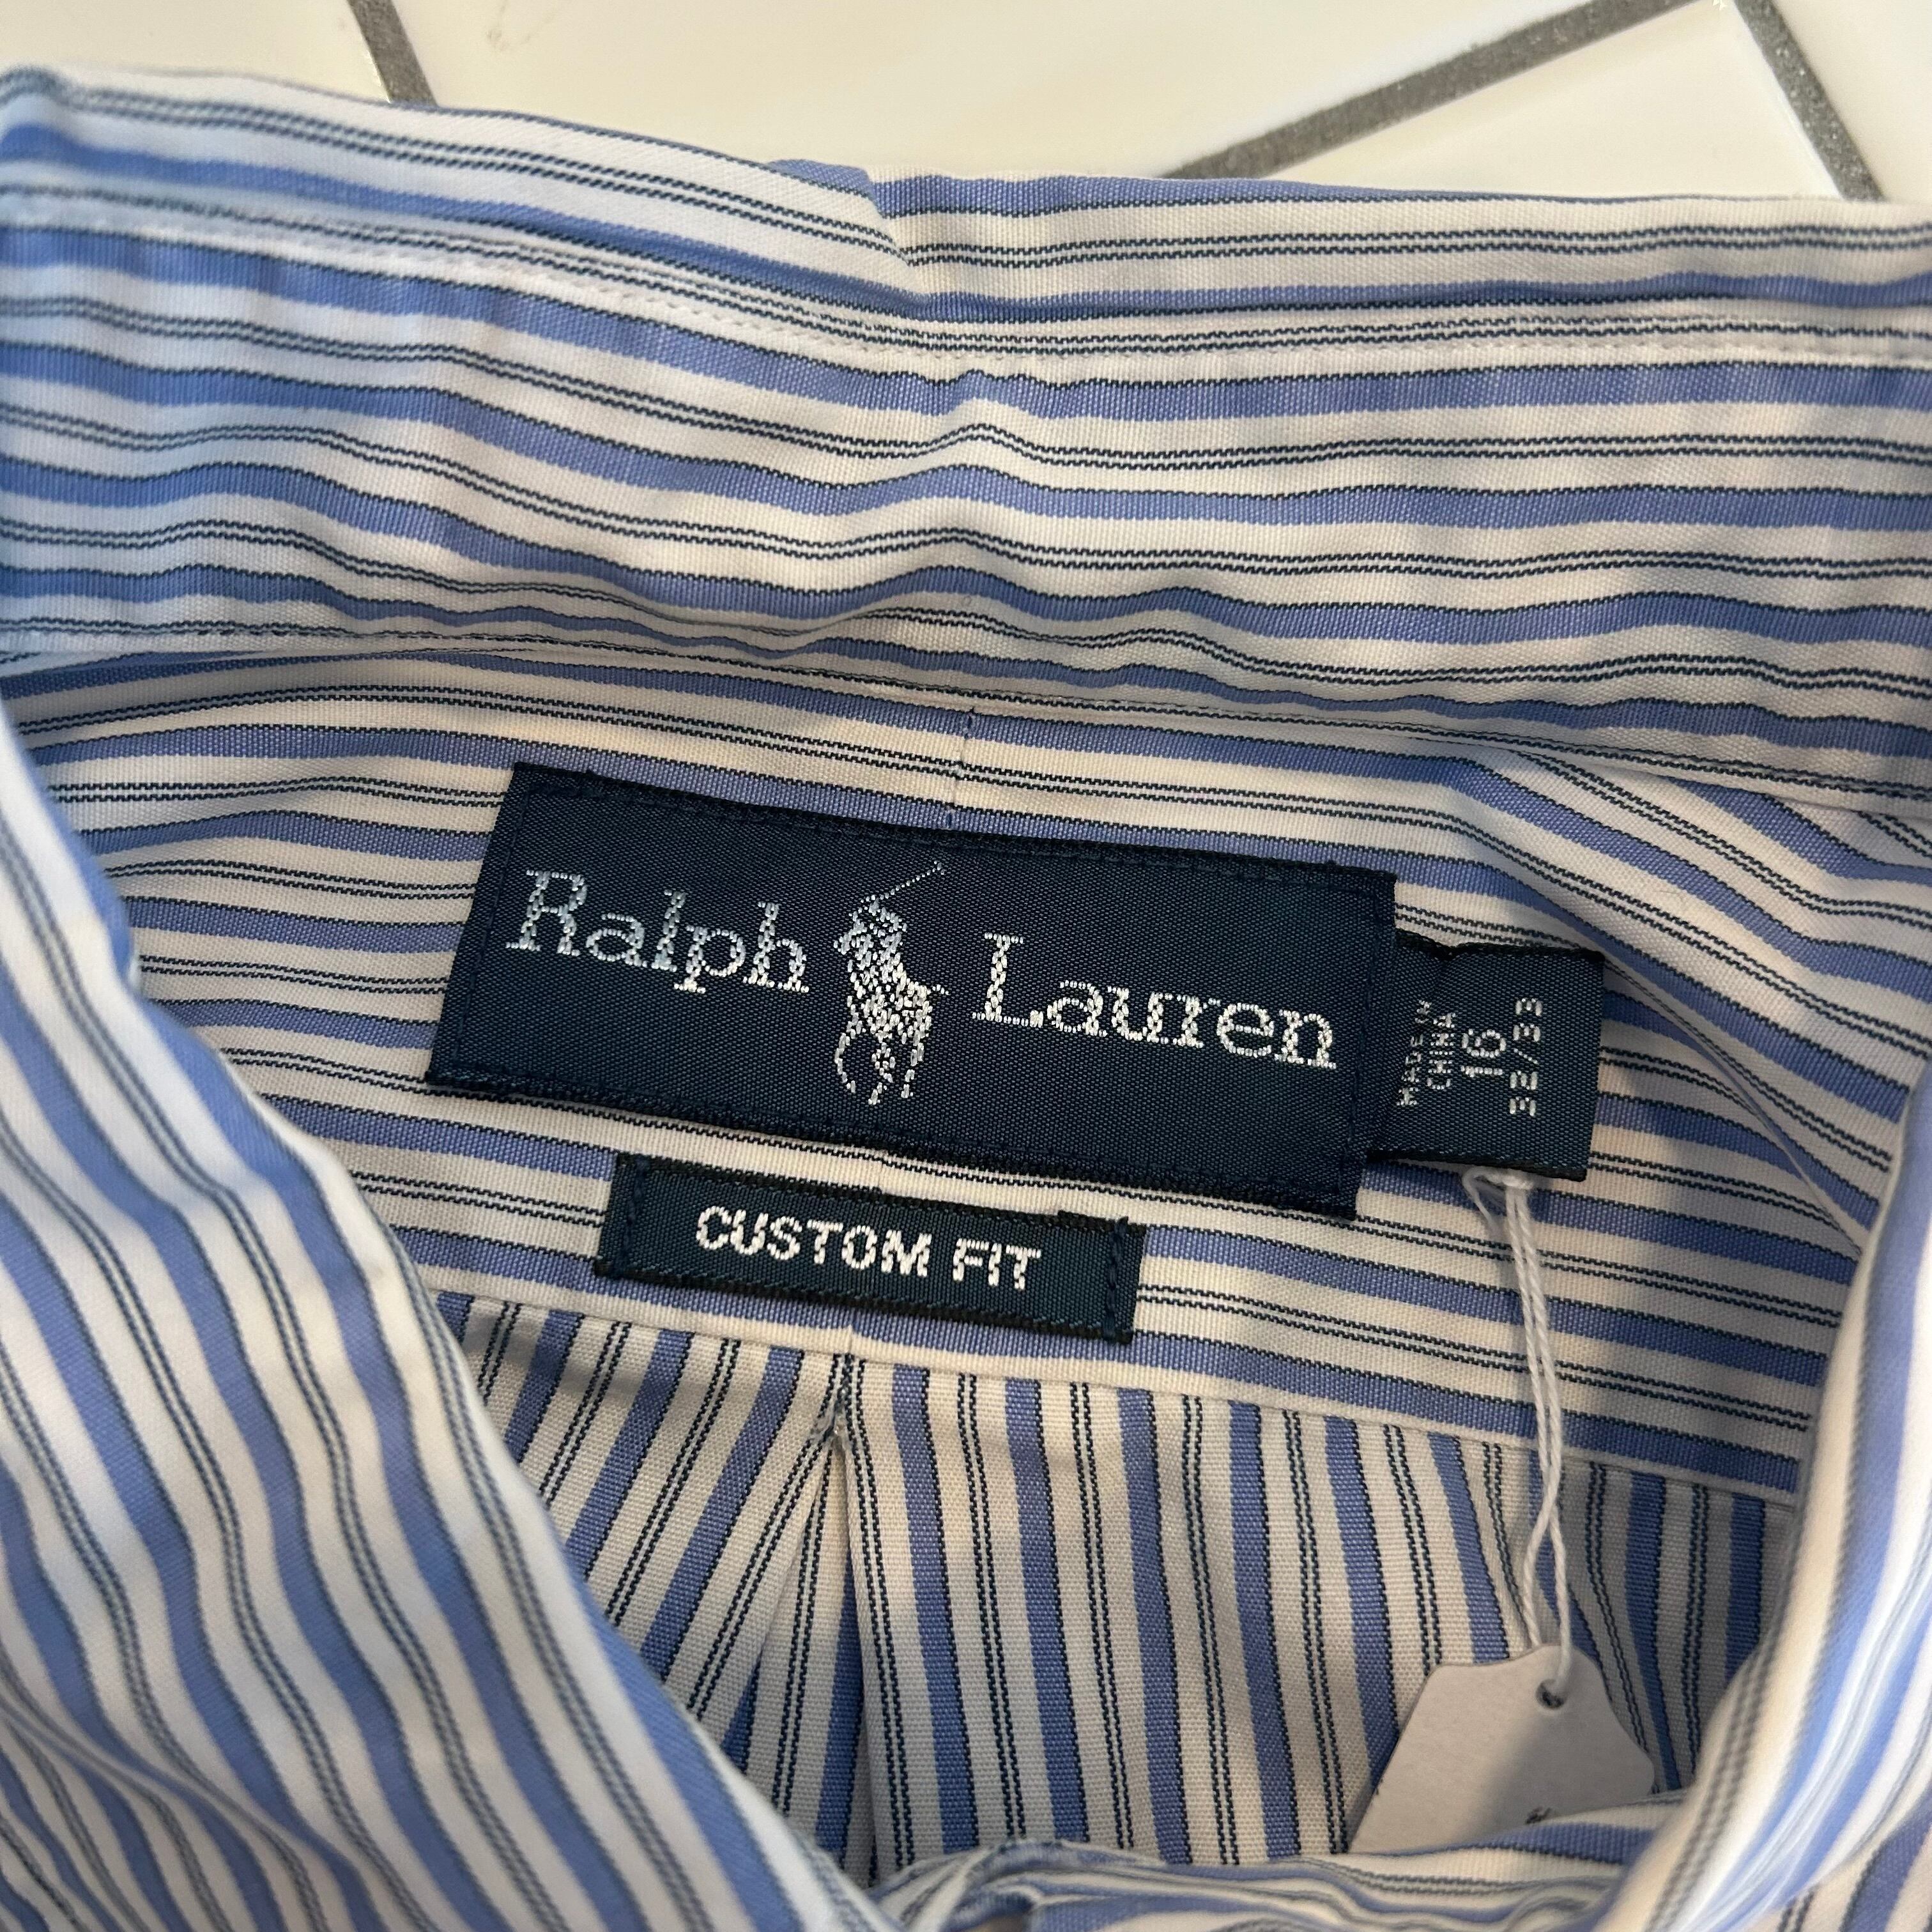 Ralph Lauren
MADE IN
CHINA
16
32/33
CUSTOM FIT